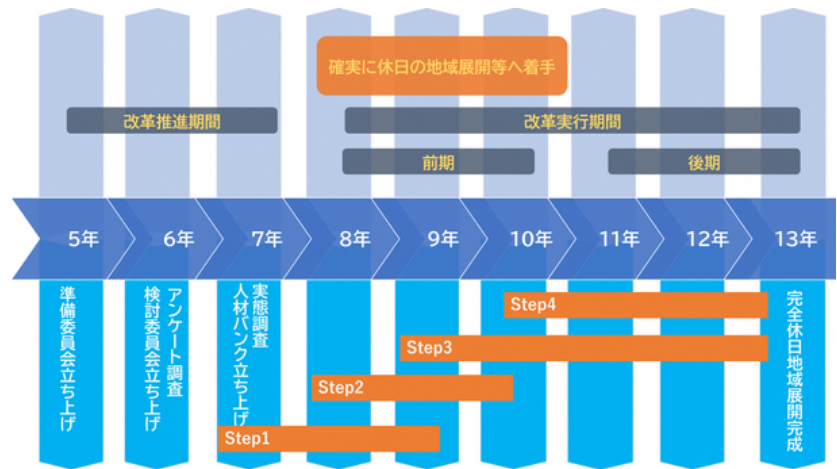 確実に休日の地域展開等へ着手
改革推進期間
改革実行期間
前期
後期
5年
6年
7年
8年
9年
10年
11年
12年
13年
準備委員会立ち上げ
アンケート調査
検討委員会立ち上げ
実態調査
人材バンク立ち上げ
完全休日地域展開完成
Step4
Step3
Step2
Step1